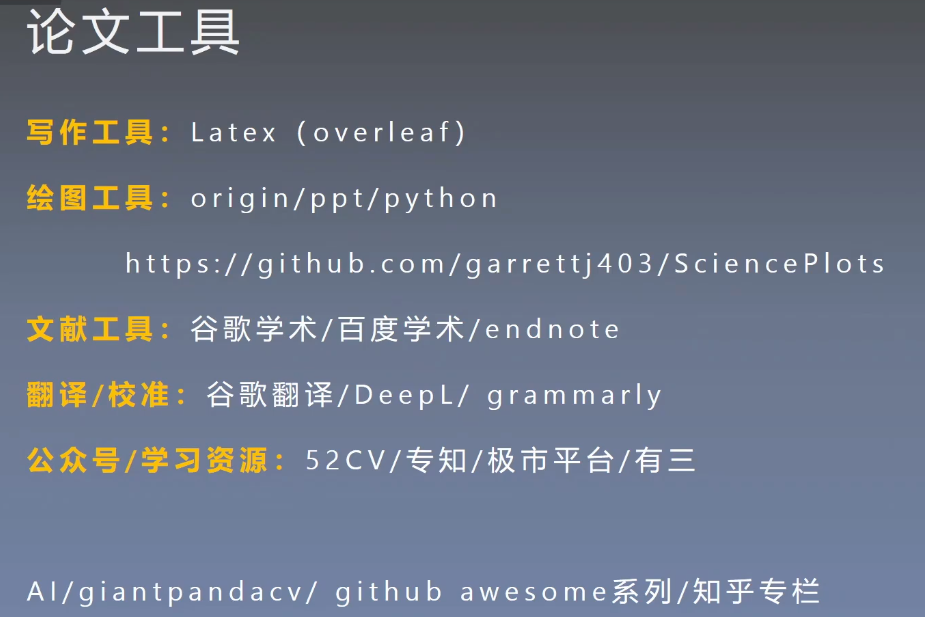 论文工具
写作工具：Latex (overleaf)
绘图工具：origin/ppt/python
https://github.com/garrettj403/SciencePlots
文献工具：谷歌学术/百度学术/endnote
翻译/校准：谷歌翻译/DeepL/ grammarly
公众号/学习资源：52CV/专知/极市平台/有三
AI/giantpandacv/ github awesome系列/知乎专栏